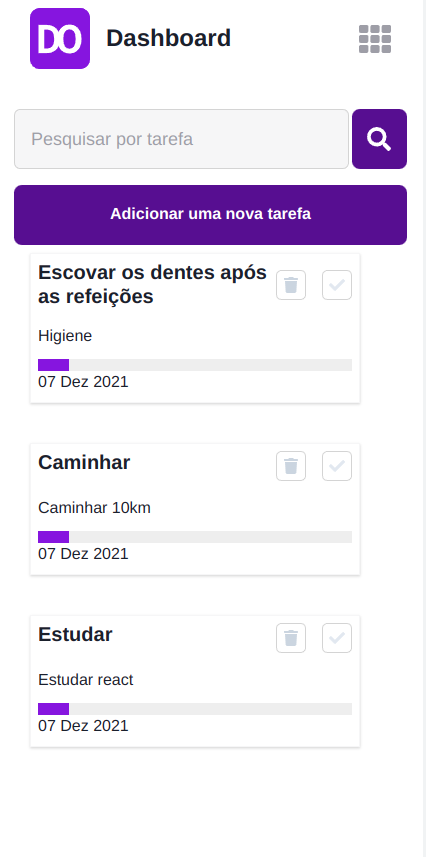 DO Dashboard
Pesquisar por tarefa
Adicionar uma nova tarefa
Escovar os dentes após
as refeições
Higiene
07 Dez 2021
Caminhar
Caminhar 10km
07 Dez 2021
Estudar
Estudar react
07 Dez 2021